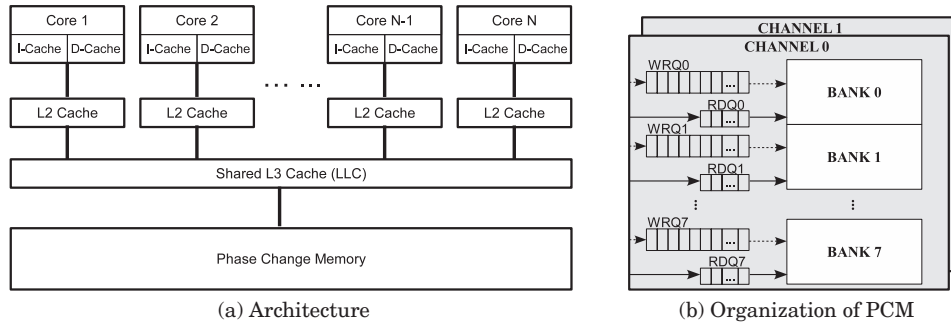 Core 1 Core 2 Core N-1 Core N
I-Cache D-Cache I-Cache D-Cache I-Cache D-Cache I-Cache D-Cache
... ...
L2 Cache L2 Cache L2 Cache L2 Cache
Shared L3 Cache (LLC)
Phase Change Memory
(a) Architecture
CHANNEL 1
CHANNEL 0
WRQ0
...
BANK 0
RDQ0
...
WRQ1
...
BANK 1
RDQ1
...
WRQ7
...
BANK 7
RDQ7
...
(b) Organization of PCM